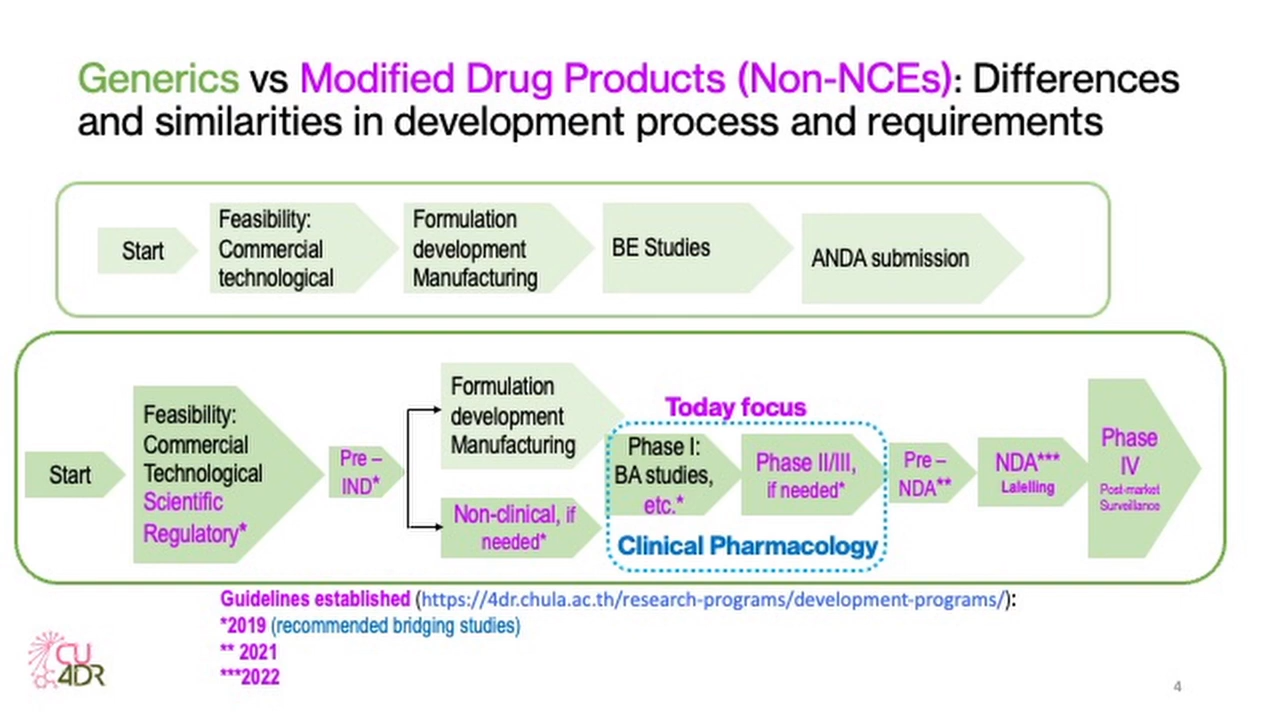 Generics vs Modified Drug Products (Non-NCEs): Differences
and similarities in development process and requirements
Start
Feasibility:
Commercial
technological
Formulation
development
Manufacturing
BE Studies
ANDA submission
Start
Feasibility:
Commercial
Technological
Scientific
Regulatory*
Pre –
IND*
Formulation
development
Manufacturing
Non-clinical, if
needed*
Today focus
Phase I:
BA studies,
etc.*
Phase II/III,
if needed*
Clinical Pharmacology
Pre –
NDA**
NDA***
Lalelling
Phase
IV
Post-market
Surveillance
Guidelines established (https://4dr.chula.ac.th/research-programs/development-programs/):
*2019 (recommended bridging studies)
** 2021
***2022
CU
4DR
4